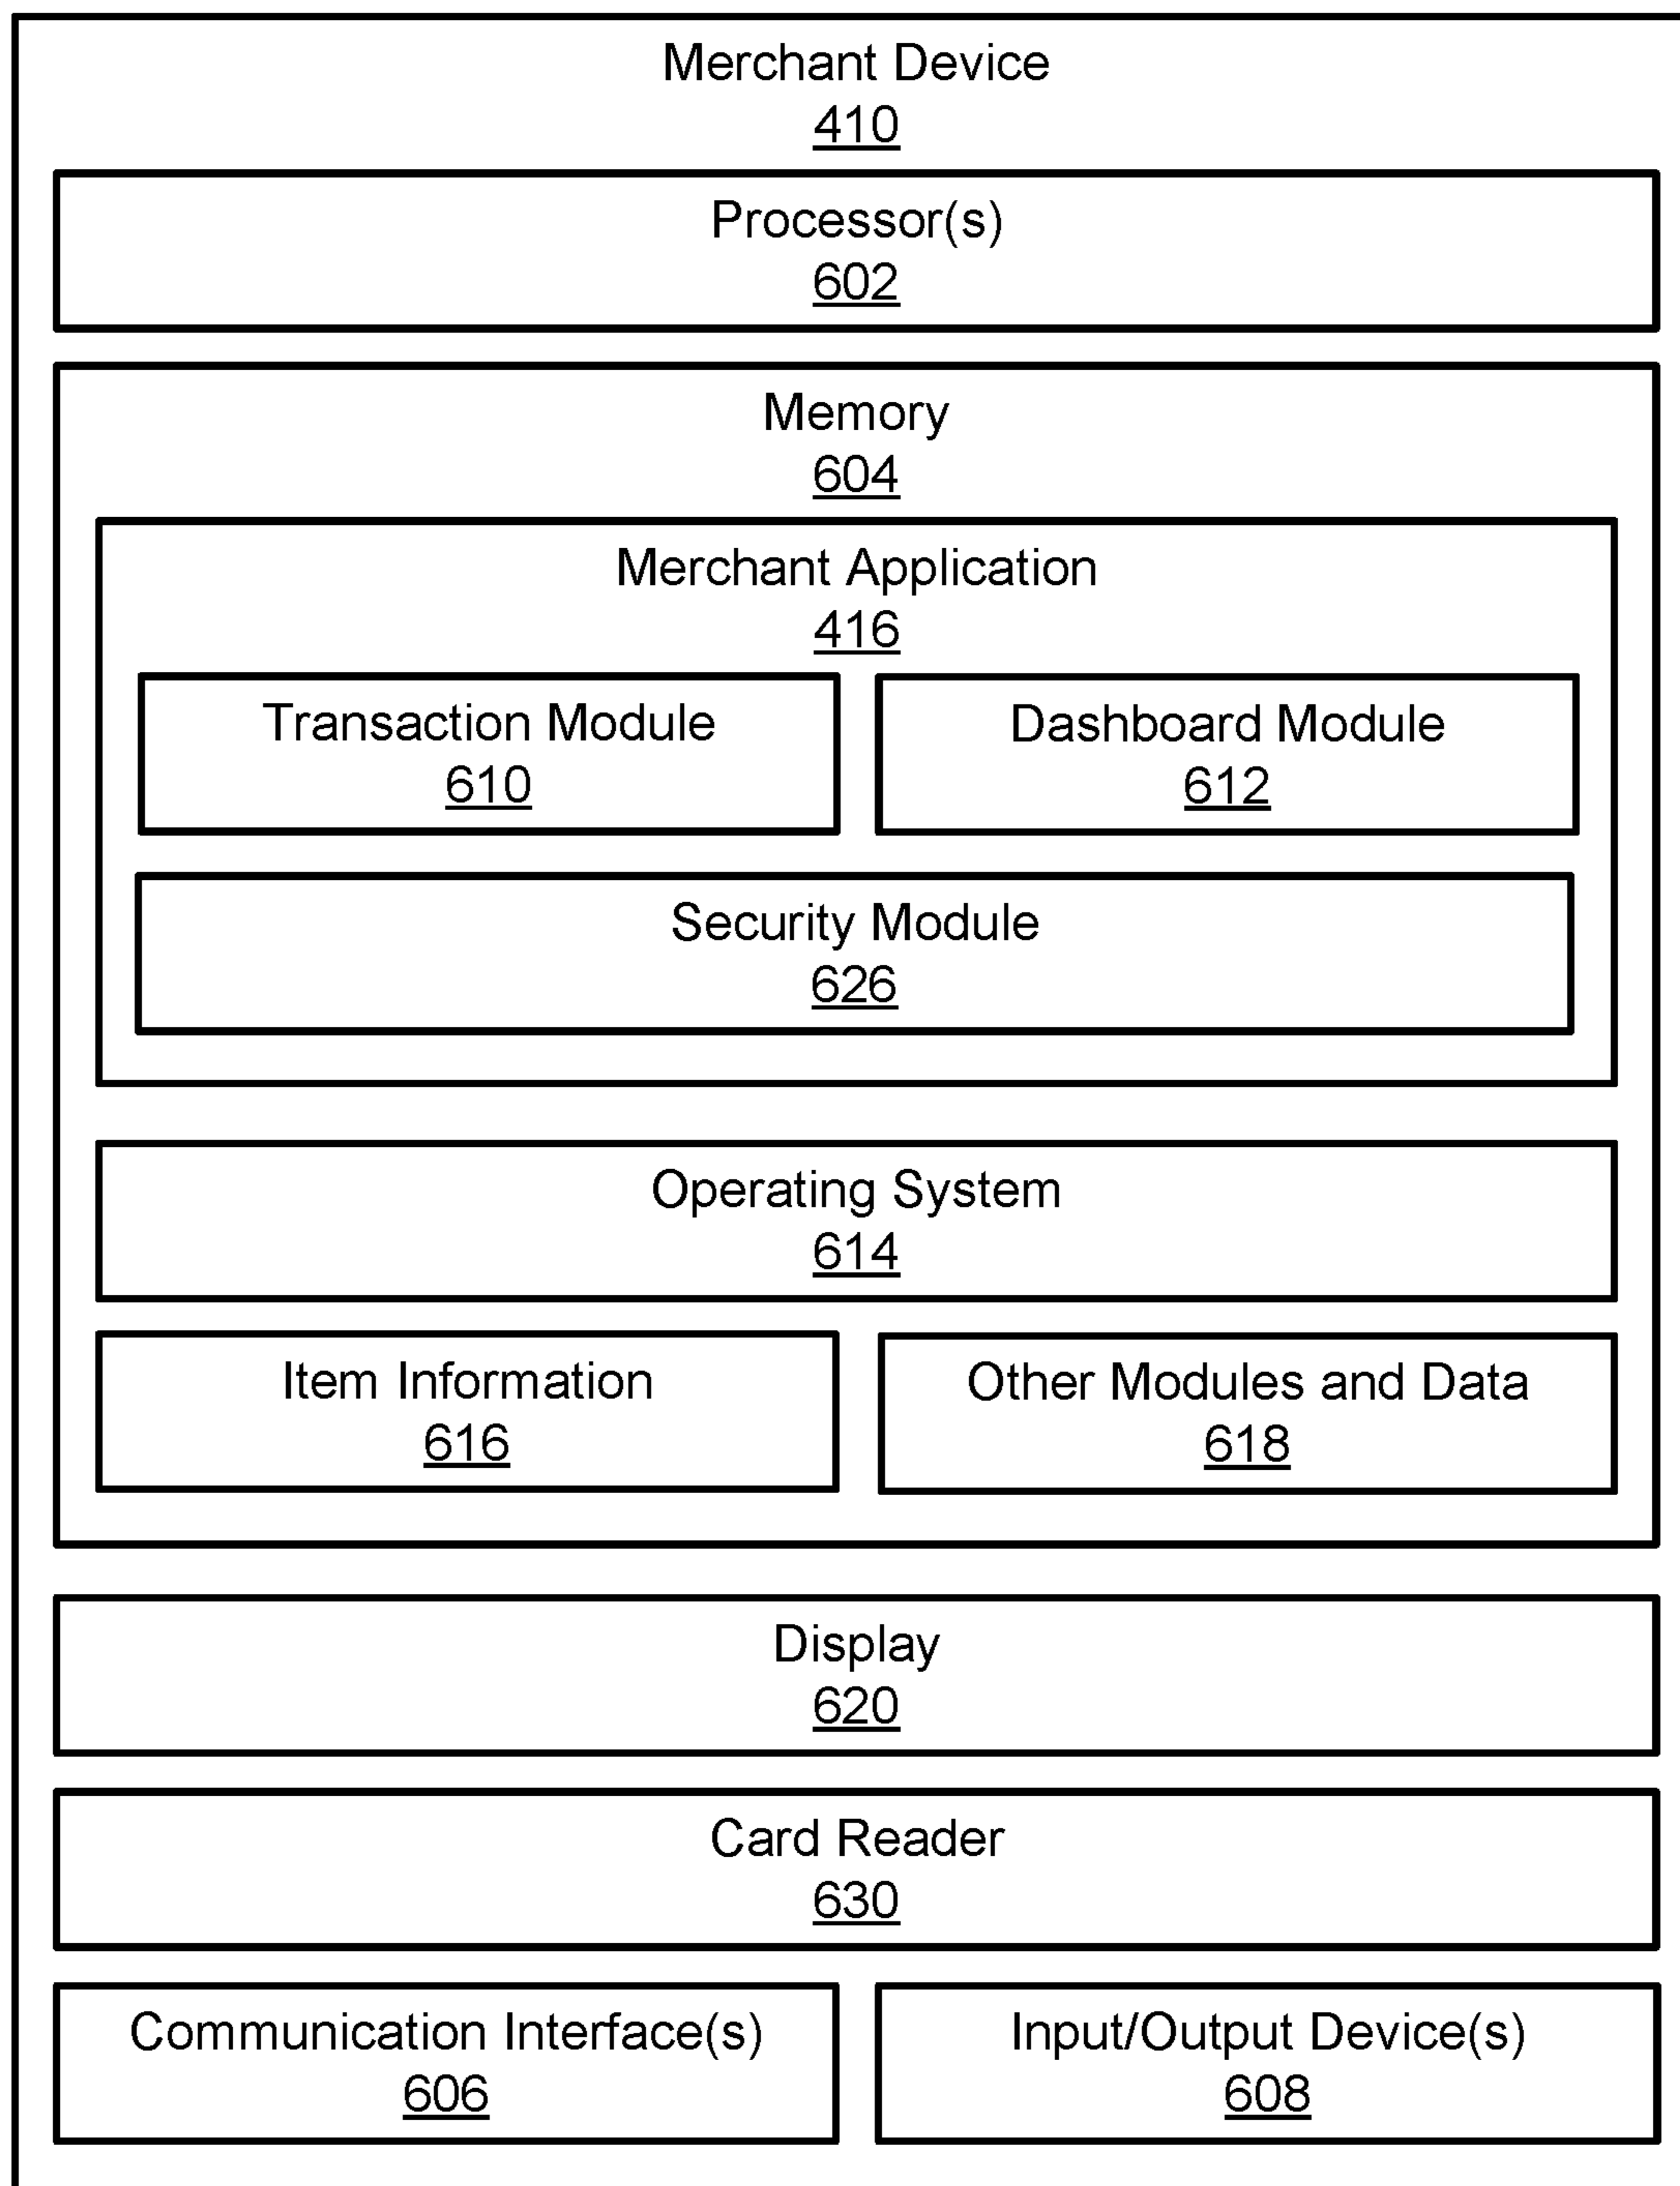 Merchant Device
410
Processor(s)
602
Memory
604
Merchant Application
416
Transaction Module
610
Dashboard Module
612
Security Module
626
Operating System
614
Item Information
616
Other Modules and Data
618
Display
620
Card Reader
630
Communication Interface(s)
606
Input/Output Device(s)
608